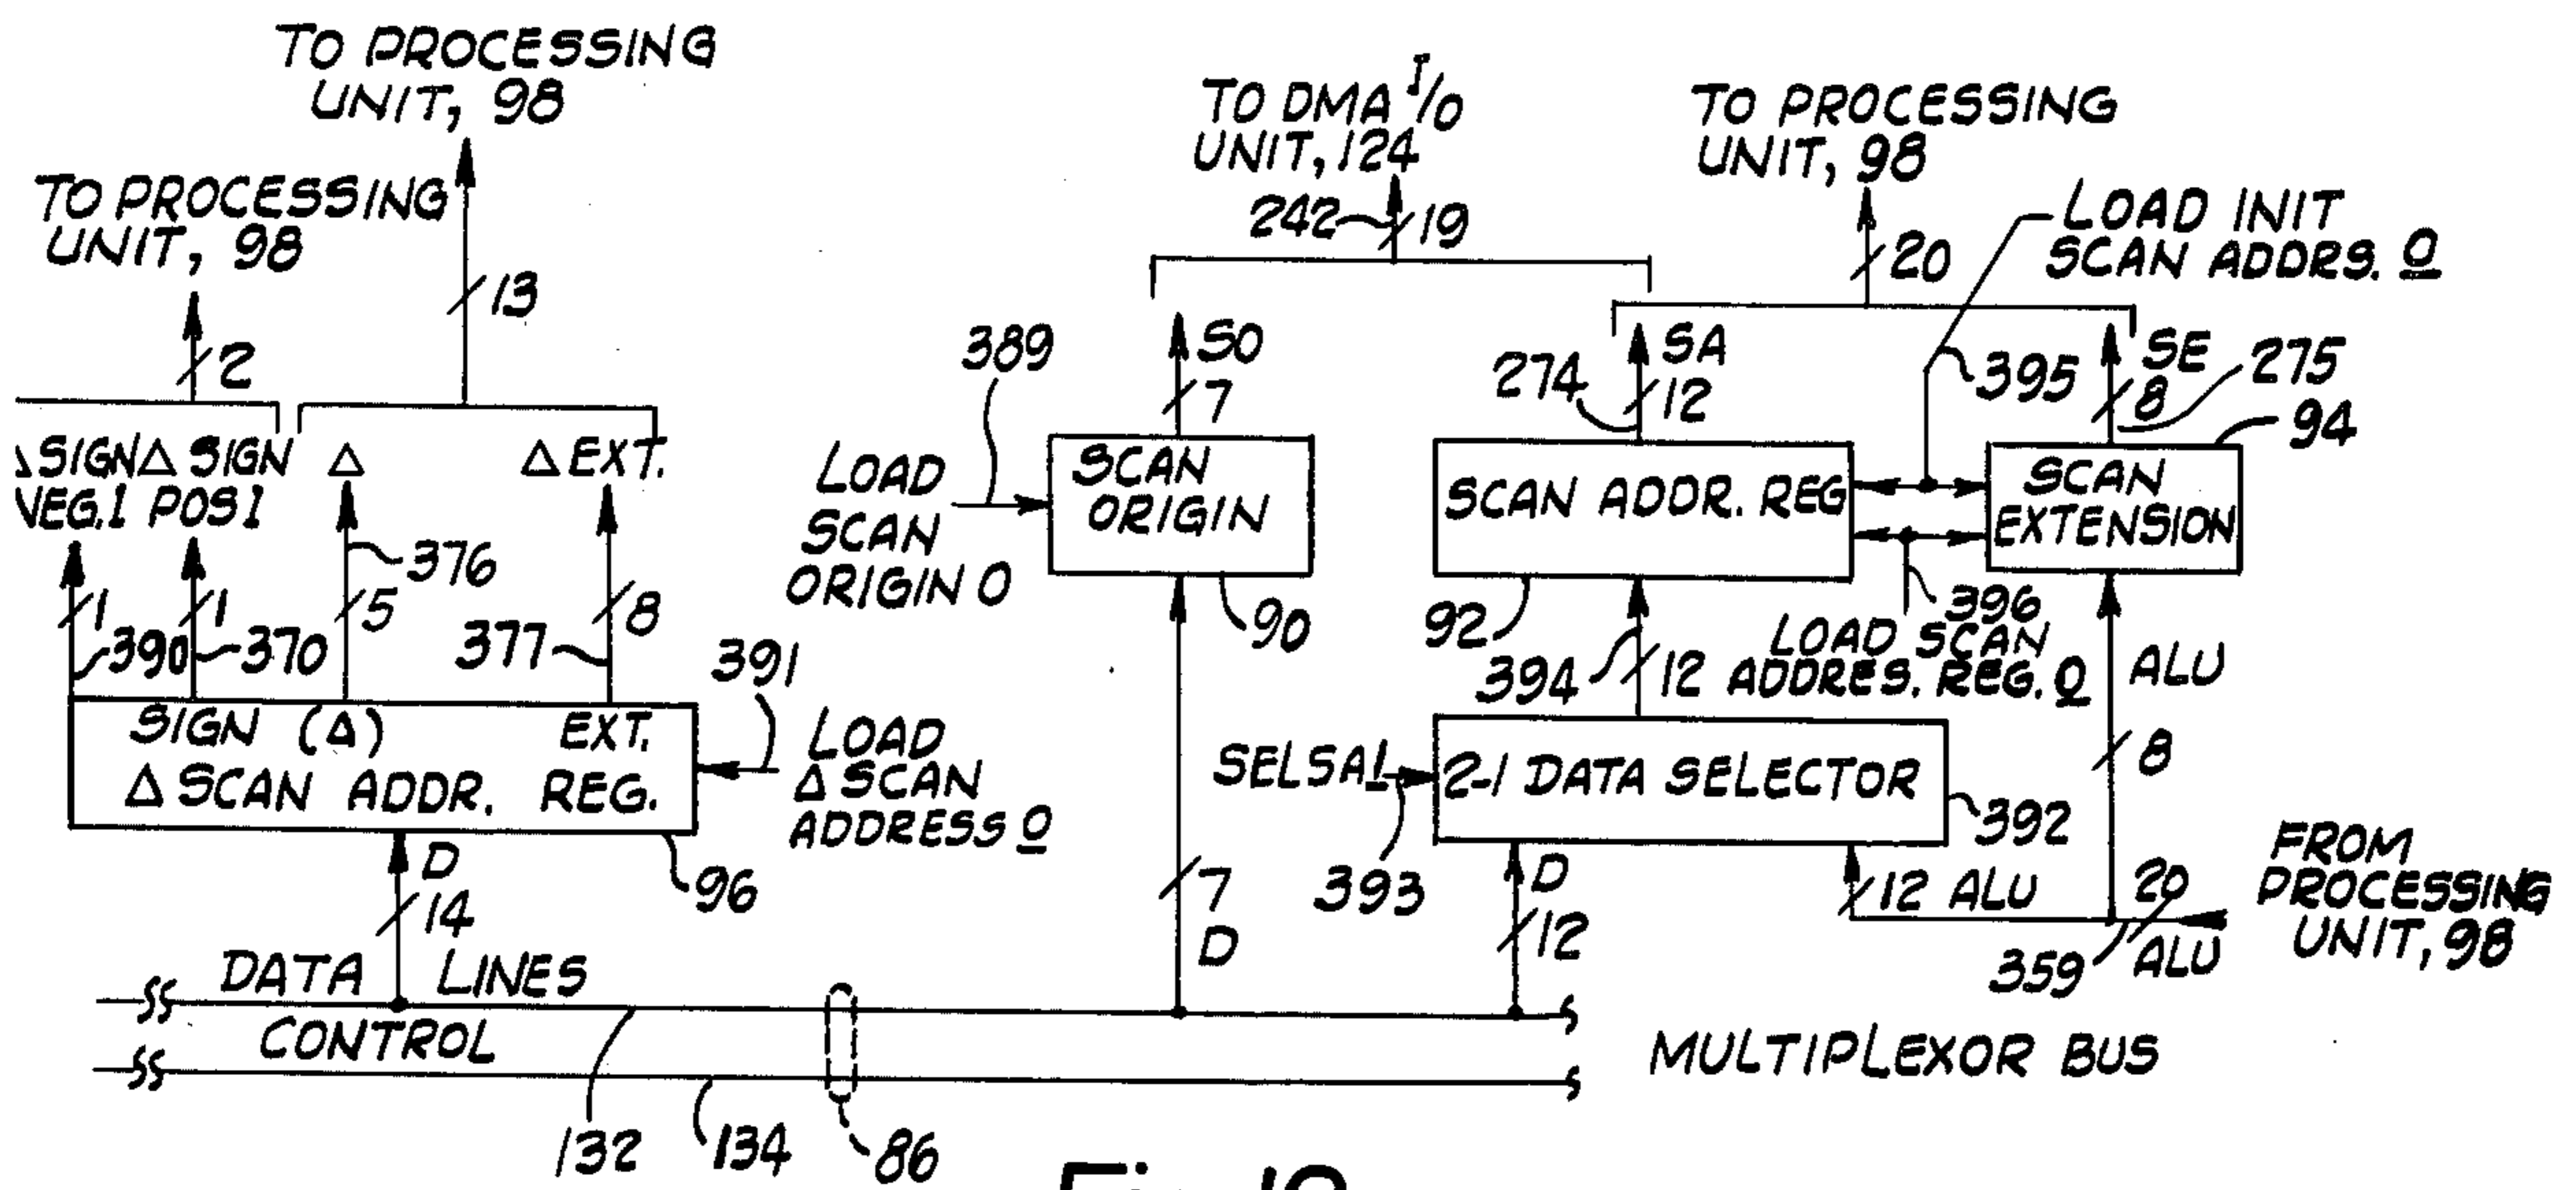 TO PROCESSING
UNIT, 98
TO PROCESSING
UNIT, 98
2
13
Δ SIGN
NEG. 1
Δ SIGN
POS 1
Δ
Δ EXT.
1
390
1
370
376
5
377
8
SIGN (Δ) EXT.
Δ SCAN ADDR. REG.
391
LOAD
Δ SCAN
ADDRESS 0
96
D
14
DATA LINES
CONTROL
132
134
86
TO DMA I/O
UNIT, 124
242
19
389
LOAD
SCAN
ORIGIN O
SO
7
SCAN
ORIGIN
90
7
D
TO PROCESSING
UNIT, 98
20
LOAD INIT
SCAN ADDRS. 0
395
274
SA
12
SE
8
275
94
SCAN ADDR. REG
SCAN
EXTENSION
92
396
LOAD SCAN
ADDRES. REG. 0
394
12
ALU
8
SELSA1
393
2-1 DATA SELECTOR
392
D
12
12 ALU
20
359
ALU
FROM
PROCESSING
UNIT, 98
MULTIPLEXOR BUS